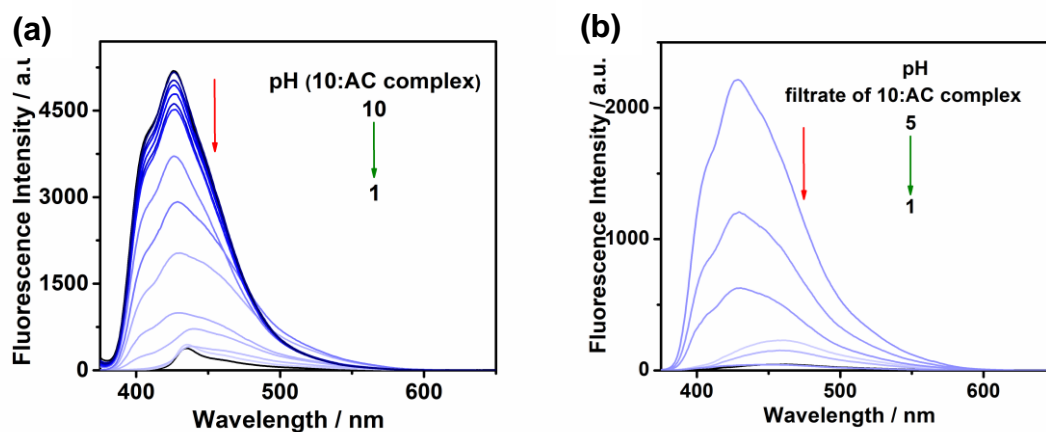 (a)
Fluorescence Intensity / a.u
4500
3000
1500
0
400
500
600
Wavelength / nm
pH (10:AC complex)
10
1
(b)
Fluorescence Intensity / a.u.
2000
1000
0
400
500
600
Wavelength / nm
pH
filtrate of 10:AC complex
5
1